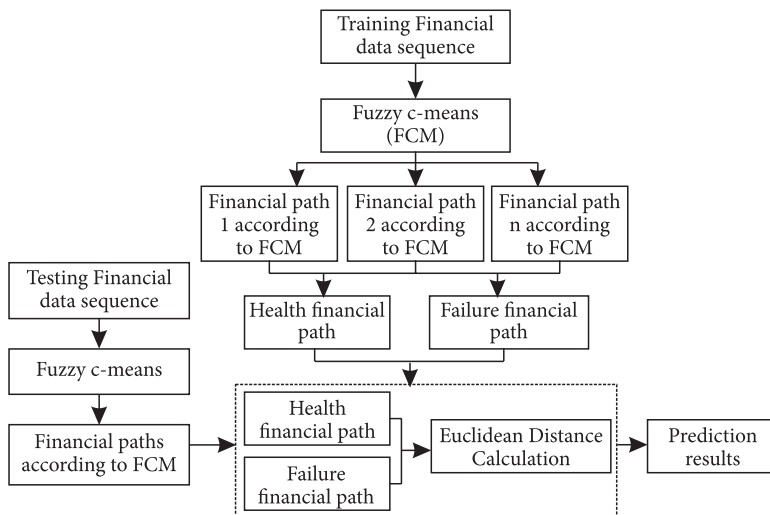 Training Financial
data sequence
Fuzzy c-means
(FCM)
Financial path
1 according
to FCM
Financial path
2 according
to FCM
Financial path
n according
to FCM
Testing Financial
data sequence
Health financial
path
Failure financial
path
Fuzzy c-means
Financial paths
according to FCM
Health
financial path
Failure
financial path
Euclidean Distance
Calculation
Prediction
results